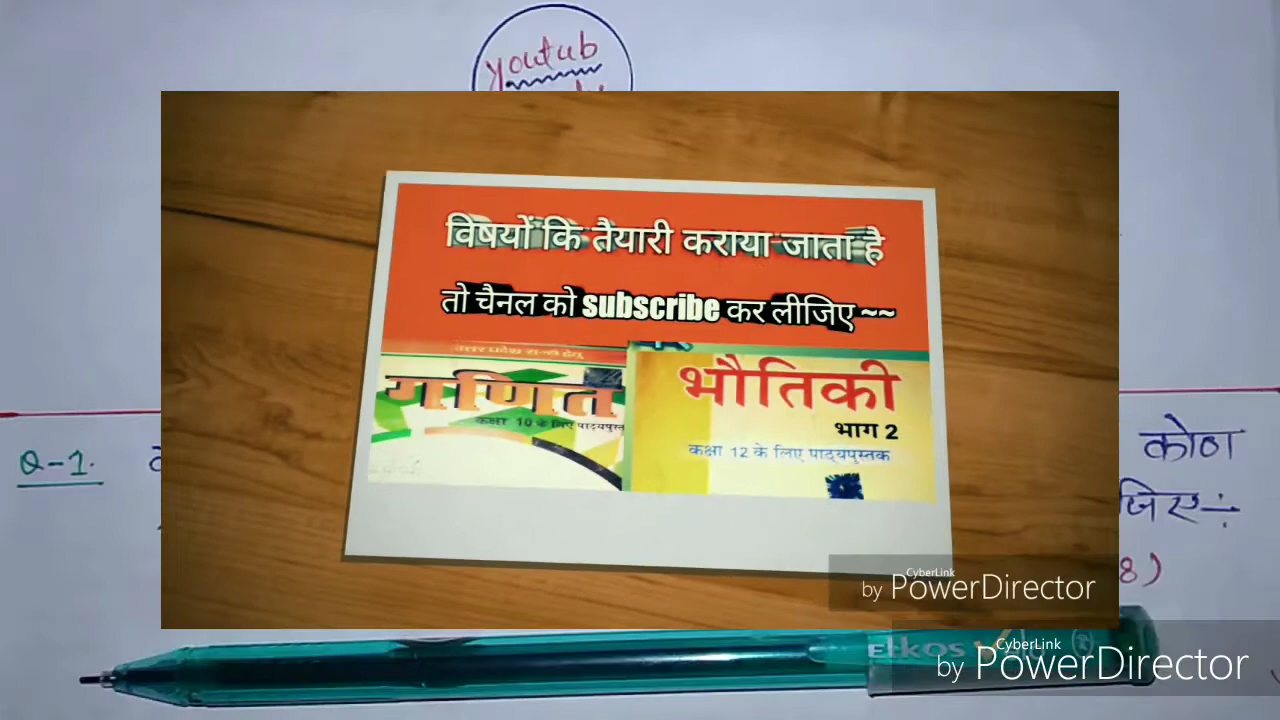 youtub
विषयों कि तैयारी कराया जाता है
तो चैनल को subscribe कर लीजिए ~~
गणित
कक्षा 10 के लिए पाठ्यपुस्त
भौतिकी
भाग 2
कक्षा 12 के लिए पाठ्यपुस्तक
Q-1.
कोण
जिए÷
8)
CyberLink
by PowerDirector
Elkos
CyberLink
by PowerDirector